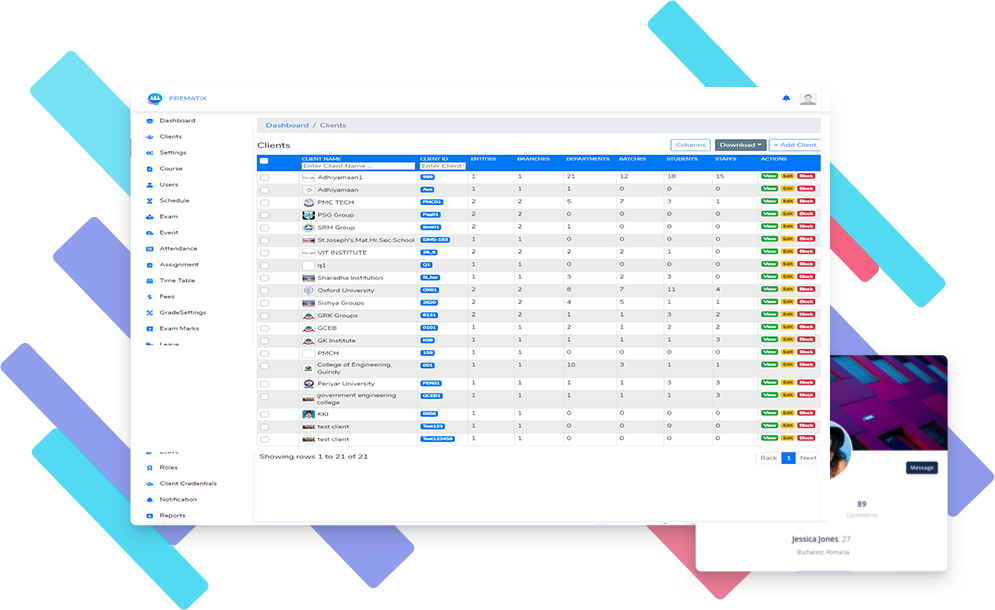 PREMATIX
Dashboard
Clients
Settings
Course
Users
Schedule
Exam
Event
Attendance
Assignment
Time Table
Fees
GradeSettings
Exam Marks
Leave
Leave
Roles
Client Credentials
Notification
Reports
Dashboard / Clients
Clients
Columns Download + Add Client
CLIENT NAME CLIENT ID ENTITIES BRANCHES DEPARTMENTS BATCHES STUDENTS STAFFS ACTIONS
Enter Client Name ... Enter Client
Adhiyamaan1 999 1 1 21 12 18 15 View Edit Block
Adhiyamaan 1 1 1 0 0 0 View Edit Block
PMC TECH PMC01 2 2 5 7 3 1 View Edit Block
PSG Group Psg01 2 2 0 0 0 0 View Edit Block
SRM Group Srm01 2 2 1 0 0 0 View Edit Block
St.Joseph's.Mat.Hr.Sec.School SJMS-183 1 1 0 0 0 0 View Edit Block
VIT INSTITUTE 2 2 2 2 1 0 View Edit Block
q1 Q1 1 1 0 0 0 0 View Edit Block
Sharadha Institution 1 1 3 2 3 0 View Edit Block
Oxford University OX01 2 2 8 7 11 4 View Edit Block
Sishya Groups 2620 2 2 4 5 1 1 View Edit Block
GRK Groups 8131 2 2 1 1 3 2 View Edit Block
GCEB 0101 1 1 2 1 2 2 View Edit Block
GK Institute 1 1 1 1 1 3 View Edit Block
PMCH 159 1 1 0 0 0 0 View Edit Block
College of Engineering, Guindy 001 1 1 10 3 1 1 View Edit Block
Periyar University PER01 1 1 1 1 3 3 View Edit Block
government engineering college GCEB1 1 1 1 1 1 3 View Edit Block
KKI 5656 1 1 0 0 0 0 View Edit Block
test client Test123 1 1 0 0 0 0 View Edit Block
test client Test123456 1 1 0 0 0 0 View Edit Block
Showing rows 1 to 21 of 21
Back 1 Next
Message
89
Comments
Jessica Jones, 27
Bucharest, Romania